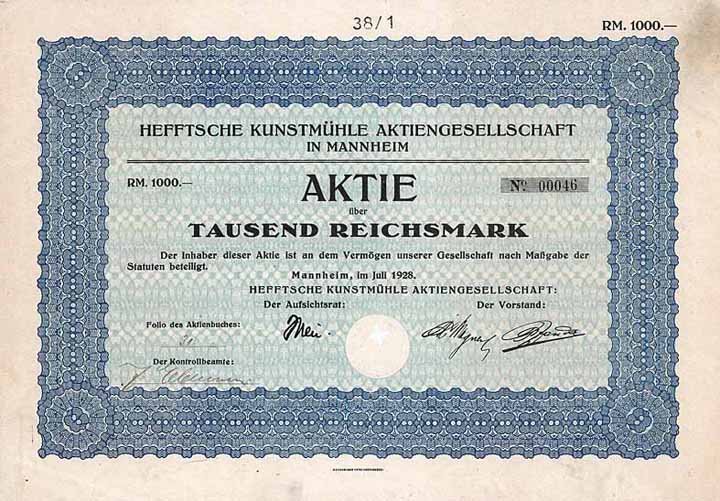 38/1
RM. 1000.—
HEFFTSCHE KUNSTMÜHLE AKTIENGESELLSCHAFT
IN MANNHEIM
RM. 1000.—
AKTIE
No. 00046
über
TAUSEND REICHSMARK
Der Inhaber dieser Aktie ist an dem Vermögen unserer Gesellschaft nach Maßgabe der
Statuten beteiligt.
Mannheim, im Juli 1928.
HEFFTSCHE KUNSTMÜHLE AKTIENGESELLSCHAFT:
Der Aufsichtsrat:
Der Vorstand:
Folio des Aktienbuches:
Der Kontrollbeamte: